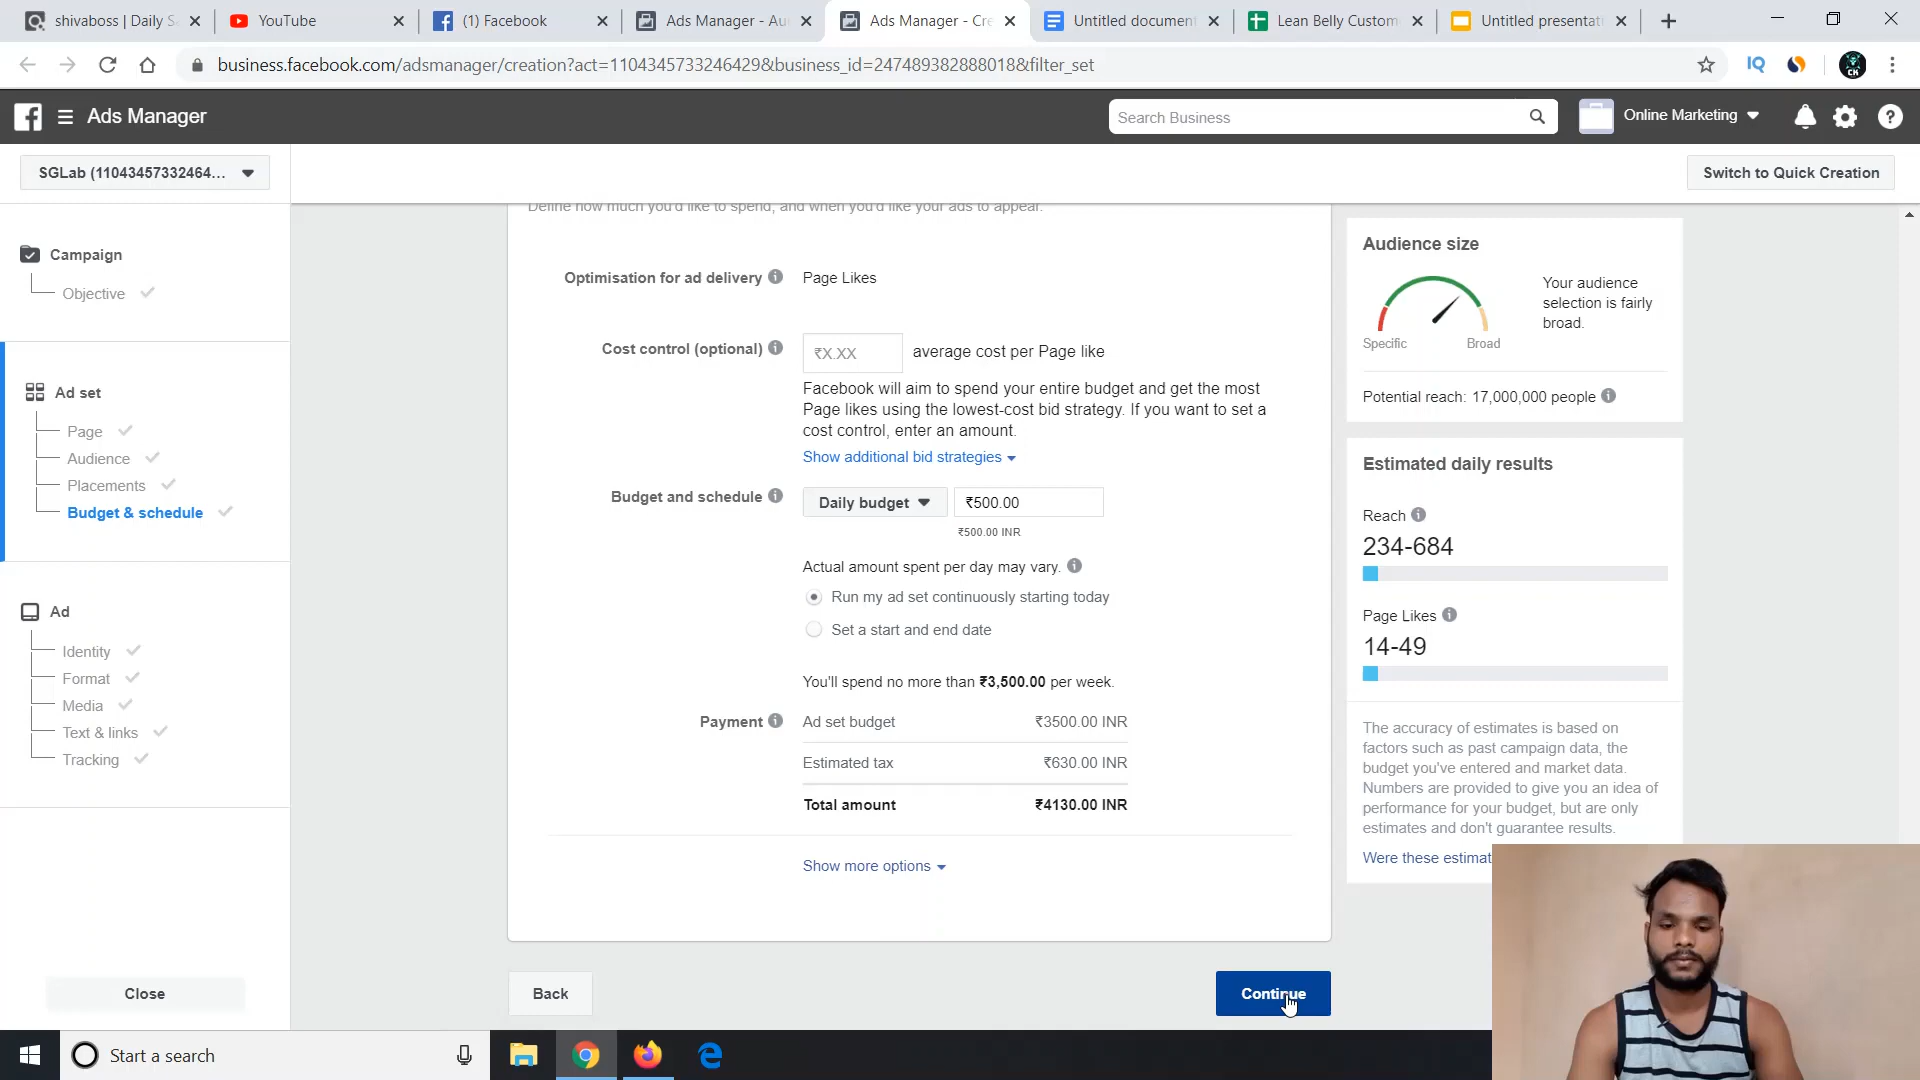 shivaboss | Daily S
YouTube
(1) Facebook
Ads Manager - Au
Ads Manager - Cre
Untitled document
Lean Belly Custom
Untitled presentat
business.facebook.com/adsmanager/creation?act=1104345733246429&business_id=247489382888018&filter_set
IQ
Ads Manager
Search Business
Online Marketing
SGLab (11043457332464...
Switch to Quick Creation
Campaign
Objective
Ad set
Page
Audience
Placements
Budget & schedule
Ad
Identity
Format
Media
Text & links
Tracking
Close
Define how much you'd like to spend, and when you'd like your ads to appear.
Optimisation for ad delivery
Page Likes
Cost control (optional)
₹X.XX
average cost per Page like
Facebook will aim to spend your entire budget and get the most
Page likes using the lowest-cost bid strategy. If you want to set a
cost control, enter an amount.
Show additional bid strategies
Budget and schedule
Daily budget
₹500.00
₹500.00 INR
Actual amount spent per day may vary.
Run my ad set continuously starting today
Set a start and end date
You'll spend no more than ₹3,500.00 per week.
Payment
Ad set budget ₹3500.00 INR
Estimated tax ₹630.00 INR
Total amount ₹4130.00 INR
Show more options
Back
Continue
Audience size
Specific
Broad
Your audience
selection is fairly
broad.
Potential reach: 17,000,000 people
Estimated daily results
Reach
234-684
Page Likes
14-49
The accuracy of estimates is based on
factors such as past campaign data, the
budget you've entered and market data.
Numbers are provided to give you an idea of
performance for your budget, but are only
estimates and don't guarantee results.
Were these estimat
Start a search